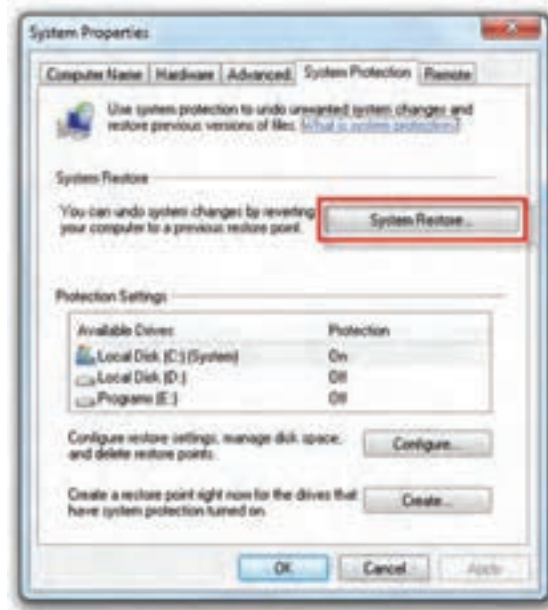 System Properties
Computer Name
Hardware
Advanced
System Protection
Remote
Use system protection to undo unwanted system changes and
restore previous versions of files. What is system protection?
System Restore
You can undo system changes by reverting
your computer to a previous restore point.
System Restore...
Protection Settings
Available Drives Protection
Local Disk (C:) (System) On
Local Disk (D:) Off
Programs (E:) Off
Configure restore settings, manage disk space,
and delete restore points.
Configure...
Create a restore point right now for the drives that
have system protection turned on.
Create...
OK
Cancel
Apply